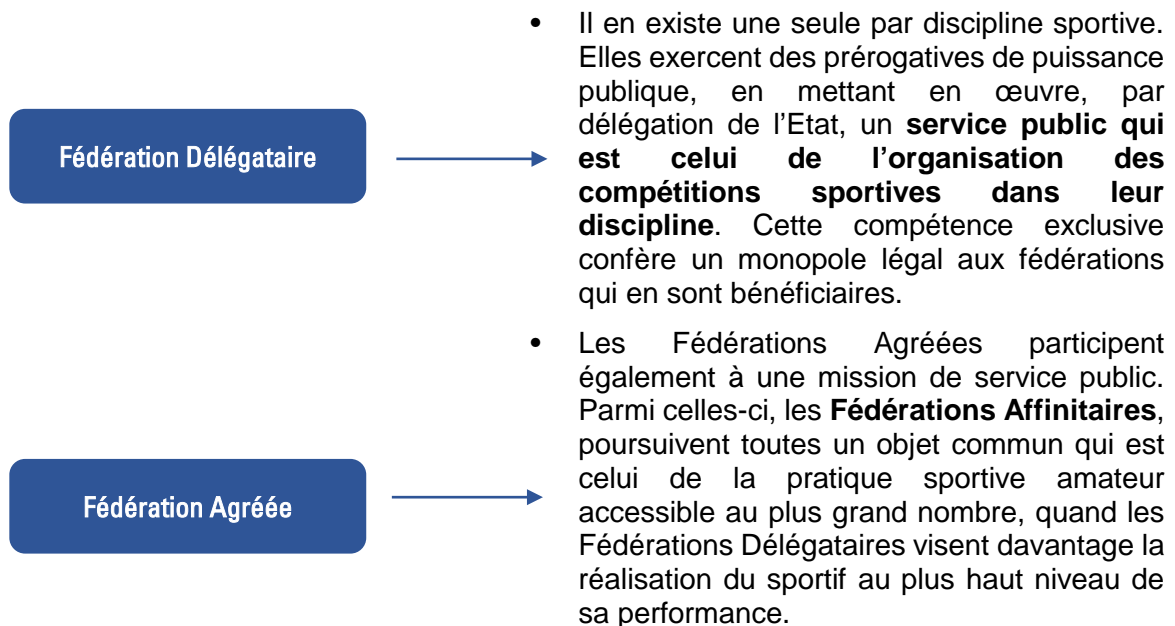 • Il en existe une seule par discipline sportive.
Elles exercent des prérogatives de puissance
publique, en mettant en œuvre, par
Fédération Délégataire
délégation de l’Etat, un service public qui
est celui de l’organisation des
compétitions sportives dans leur
discipline. Cette compétence exclusive
confère un monopole légal aux fédérations
qui en sont bénéficiaires.
• Les Fédérations Agréées participent
également à une mission de service public.
Parmi celles-ci, les Fédérations Affinitaires,
poursuivent toutes un objet commun qui est
celui de la pratique sportive amateur
Fédération Agréée
accessible au plus grand nombre, quand les
Fédérations Délégataires visent davantage la
réalisation du sportif au plus haut niveau de
sa performance.